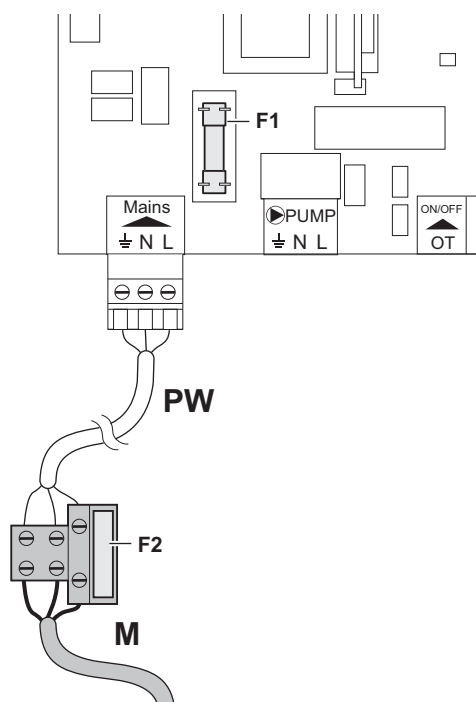 F1
Mains
⏚ N L
PUMP
⏚ N L
ON/OFF
OT
PW
F2
M